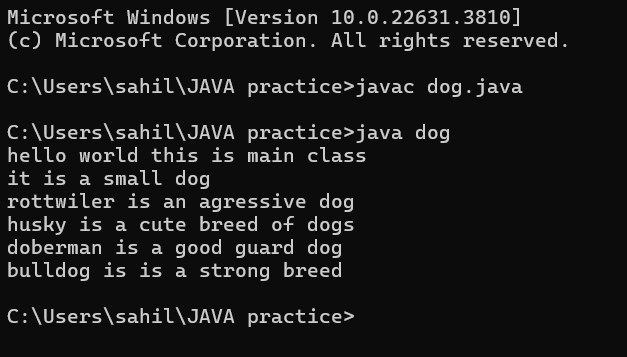 Microsoft Windows [Version 10.0.22631.3810]
(c) Microsoft Corporation. All rights reserved.
C:\Users\sahil\JAVA practice>javac dog.java
C:\Users\sahil\JAVA practice>java dog
hello world this is main class
it is a small dog
rottwiler is an agressive dog
husky is a cute breed of dogs
doberman is a good guard dog
bulldog is is a strong breed
C:\Users\sahil\JAVA practice>